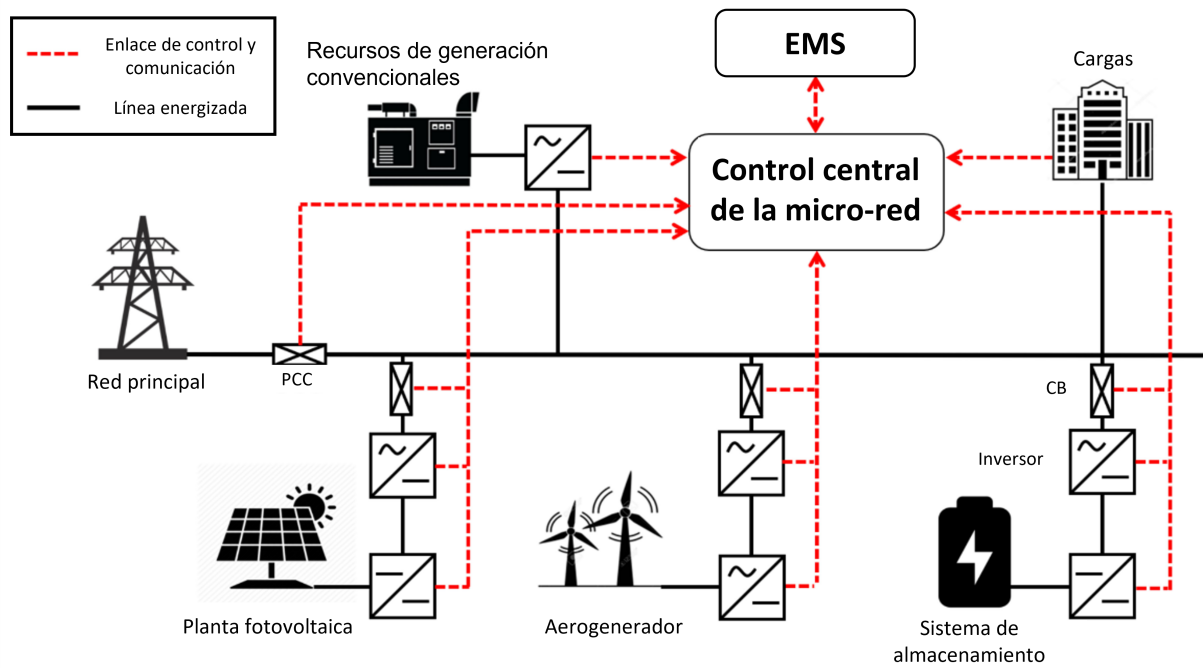 Enlace de control y
comunicación
Línea energizada
Recursos de generación
convencionales
EMS
Cargas
Control central
de la micro-red
Red principal
PCC
CB
Inversor
Planta fotovoltaica
Aerogenerador
Sistema de
almacenamiento